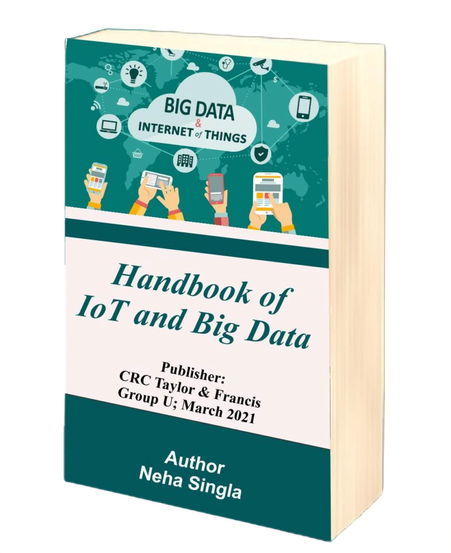 BIG DATA
&
INTERNET of THINGS
Handbook of
IoT and Big Data
Publisher:
CRC Taylor & Francis
Group U; March 2021
Author
Neha Singla